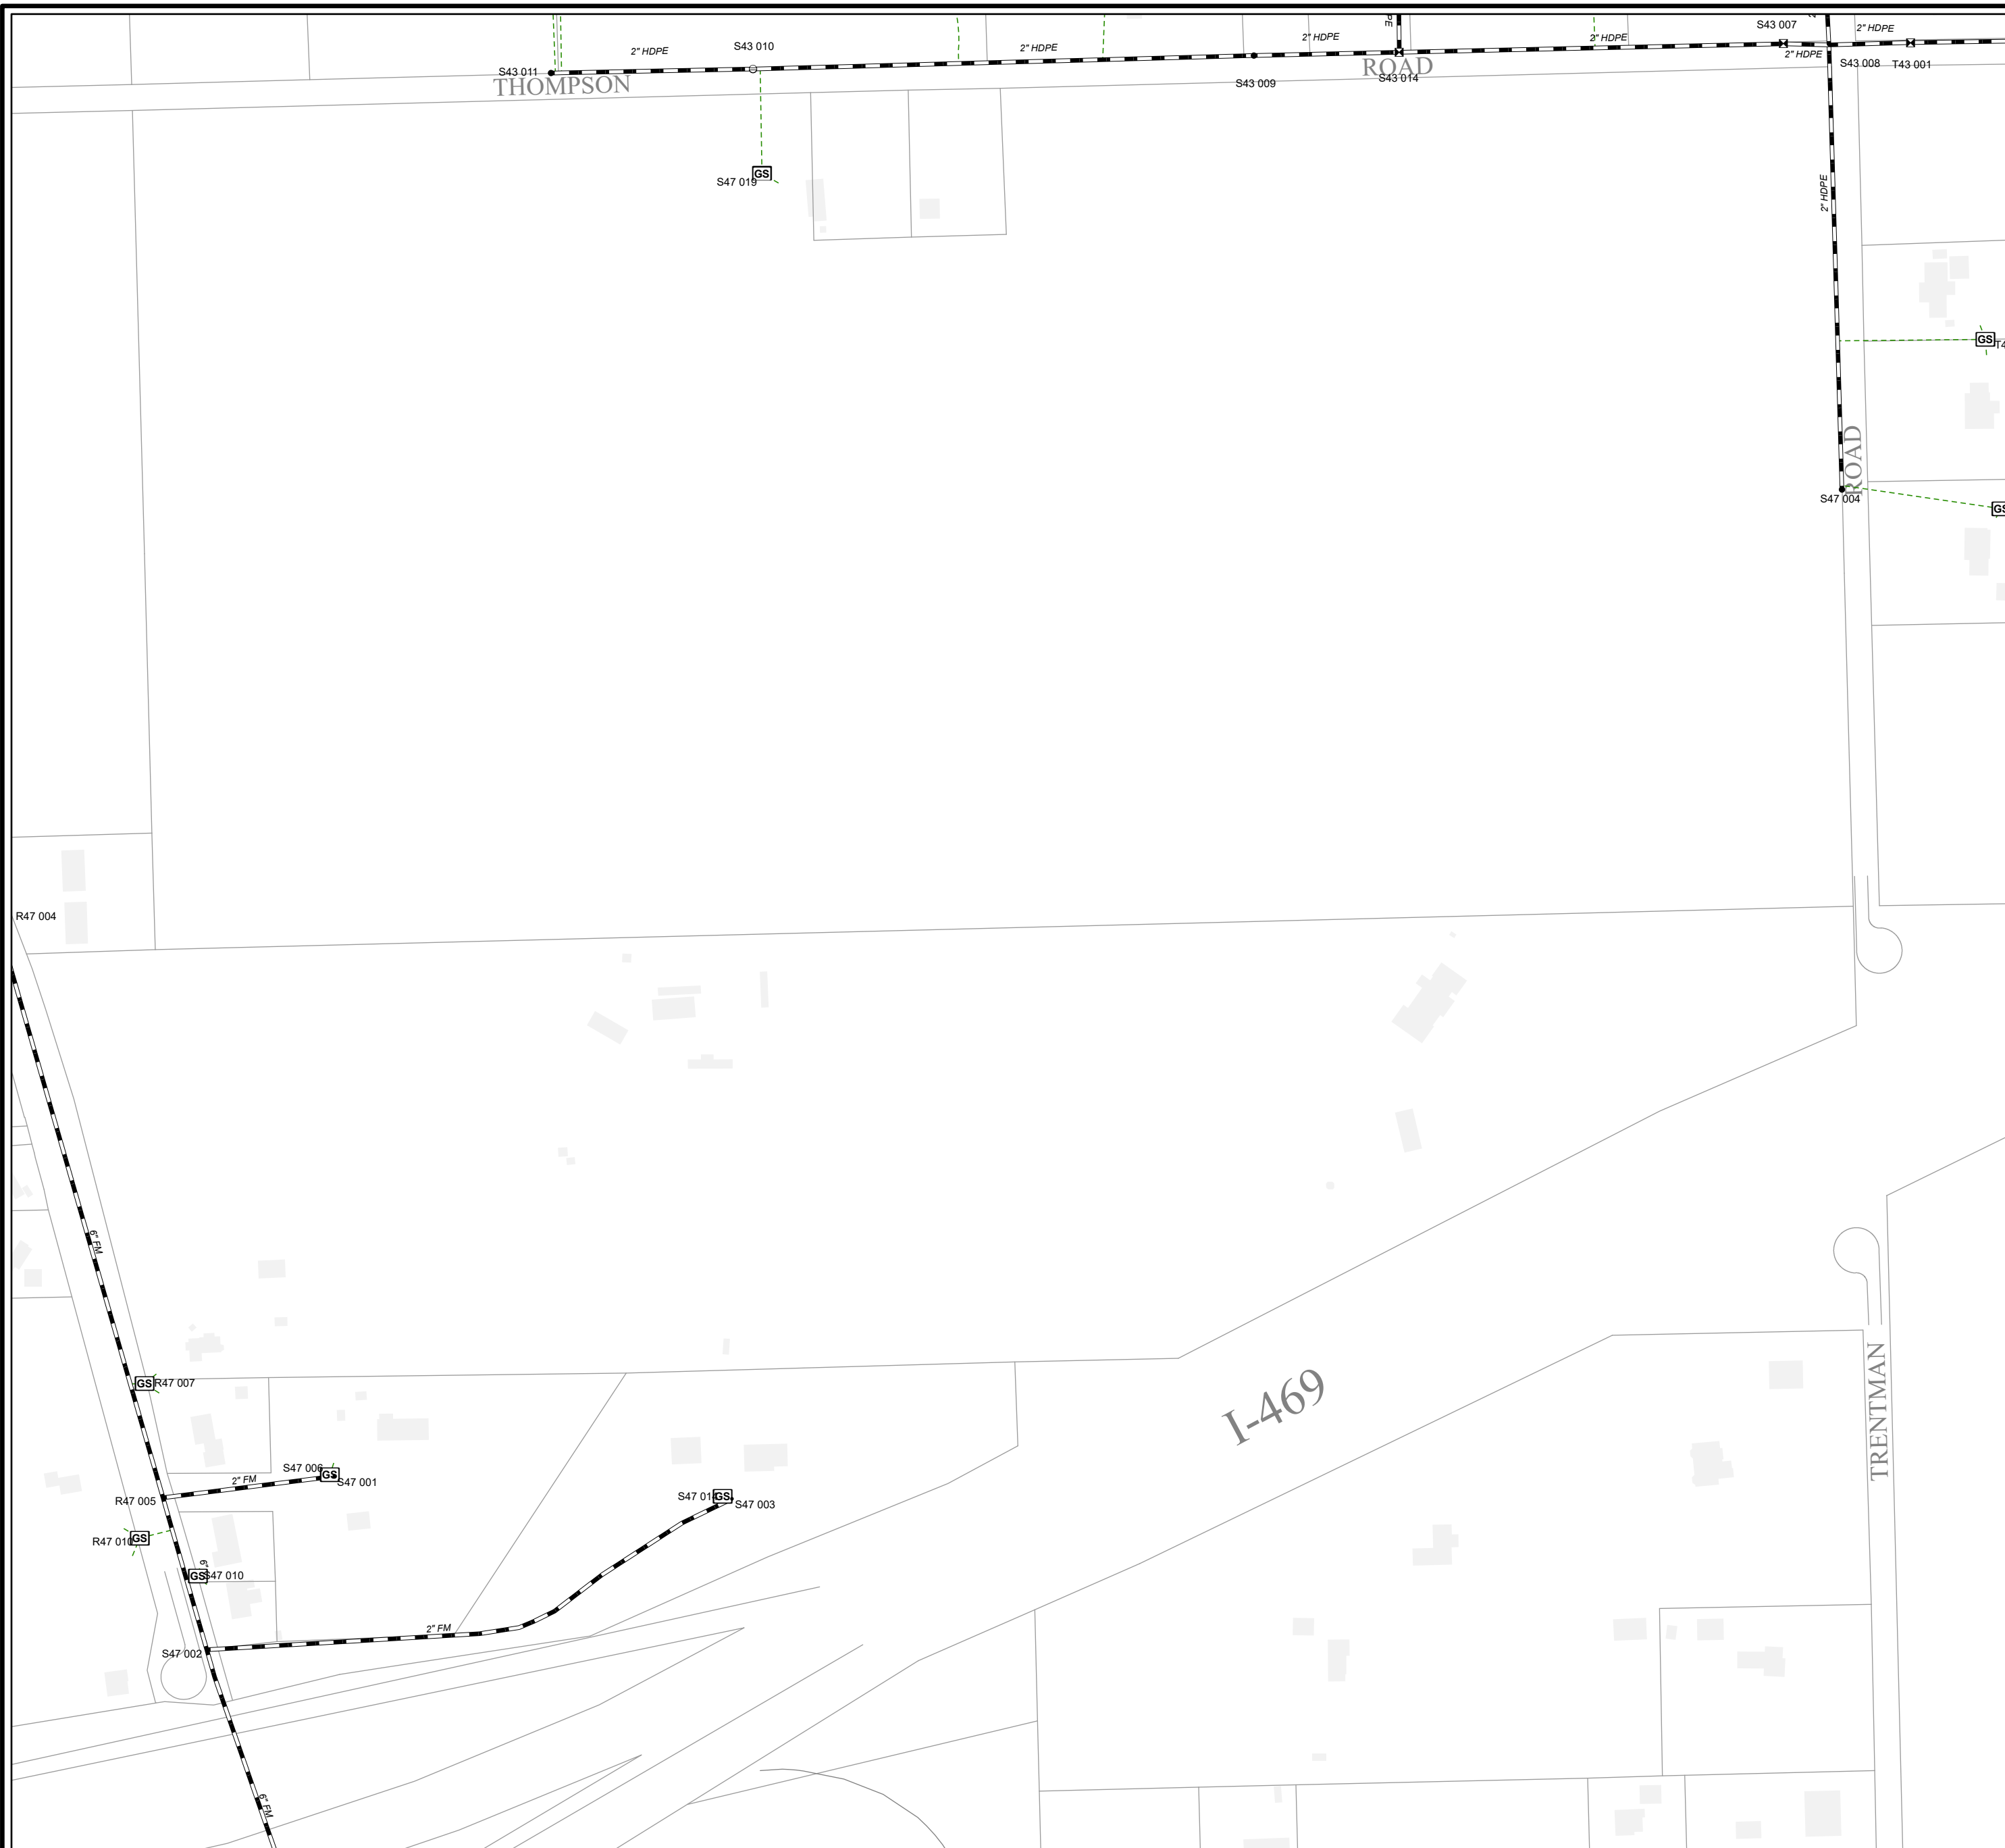 S43 007
2" HDPE
S43 010
2" HDPE
2" HDPE
2" HDPE
2" HDPE
2" HDPE
S43 011
THOMPSON
ROAD
S43 014
S43 009
S43 008
T43 001
GS
S47 019
2" HDPE
GS
ROAD
S47 004
GS
R47 004
6" FM
GS
R47 007
I-469
TRENTMAN
S47 006
GS
S47 001
2" FM
R47 005
GS
S47 003
R47 010
GS
6"
GS
S47 010
2" FM
S47 002
6" FM